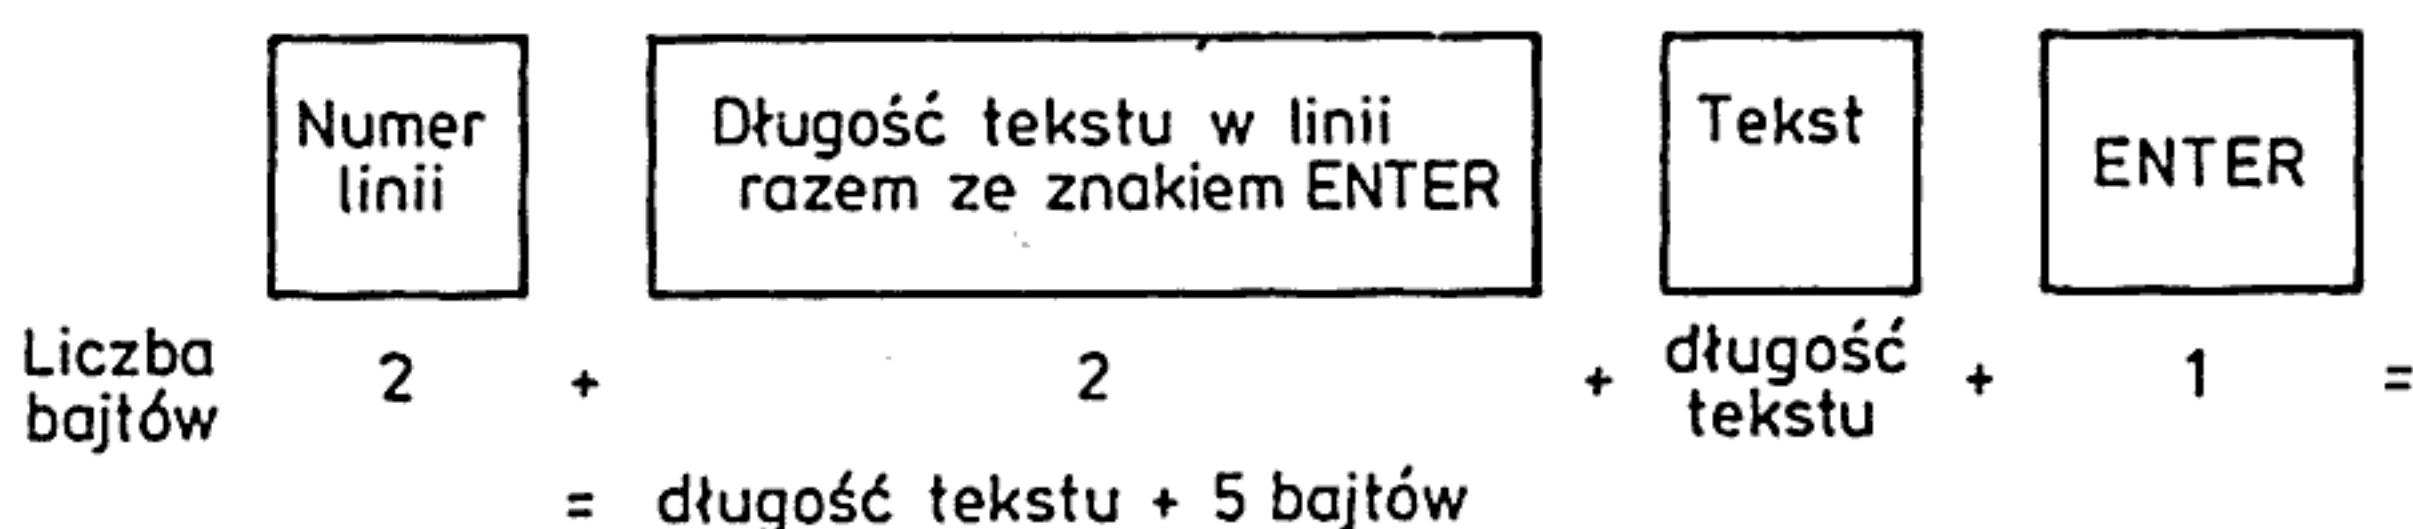 Numer
linii
Długość tekstu w linii
razem ze znakiem ENTER
Tekst
ENTER
Liczba
bajtów
2 + 2 + długość
tekstu + 1 =
= długość tekstu + 5 bajtów